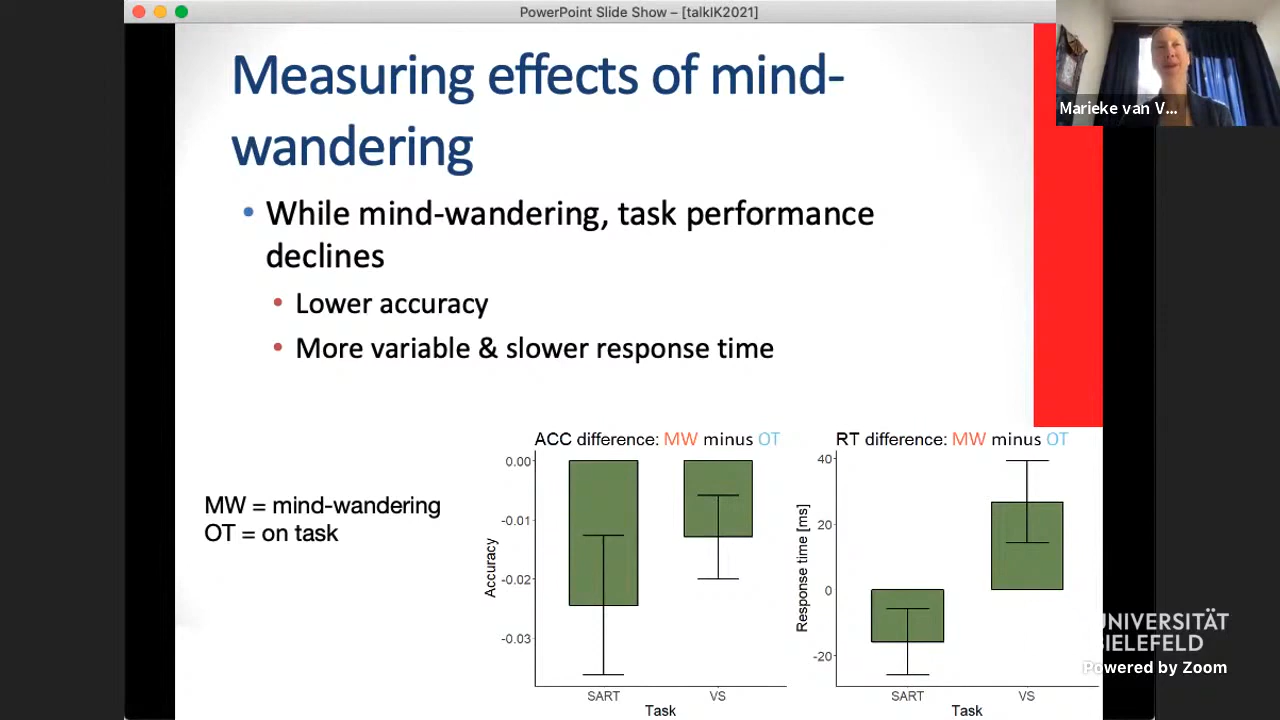 PowerPoint Slide Show – [talkIK2021]
Marieke van V...
Measuring effects of mind-
wandering
• While mind-wandering, task performance
declines
• Lower accuracy
• More variable & slower response time
MW = mind-wandering
OT = on task
ACC difference: MW minus OT
0.00
-0.01
-0.02
-0.03
Accuracy
SART VS
Task
RT difference: MW minus OT
40
20
0
-20
Response time [ms]
SART VS
Task
UNIVERSITÄT
BIELEFELD
Powered by Zoom